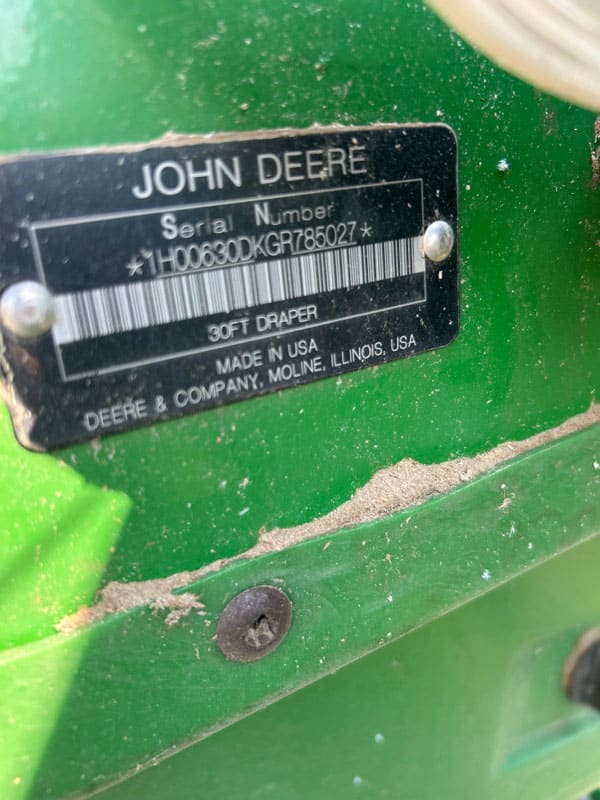 JOHN DEERE
Serial Number
*1H00630DKGR785027*
30FT DRAPER
MADE IN USA
DEERE & COMPANY, MOLINE, ILLINOIS, USA